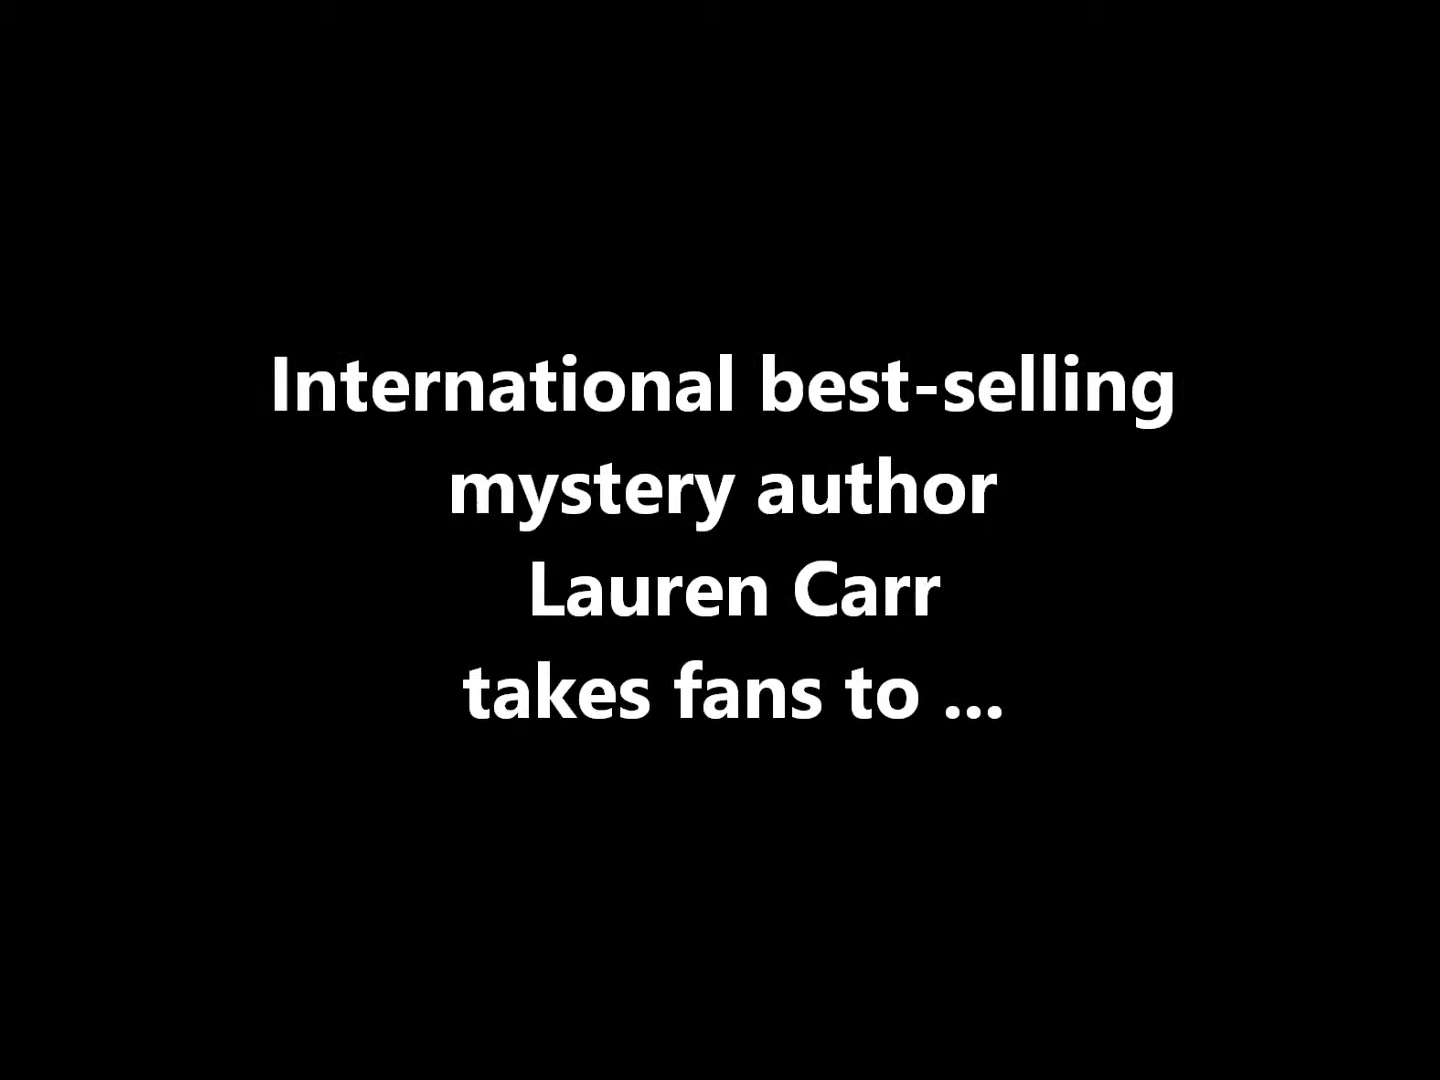 International best-selling
mystery author
Lauren Carr
takes fans to ...